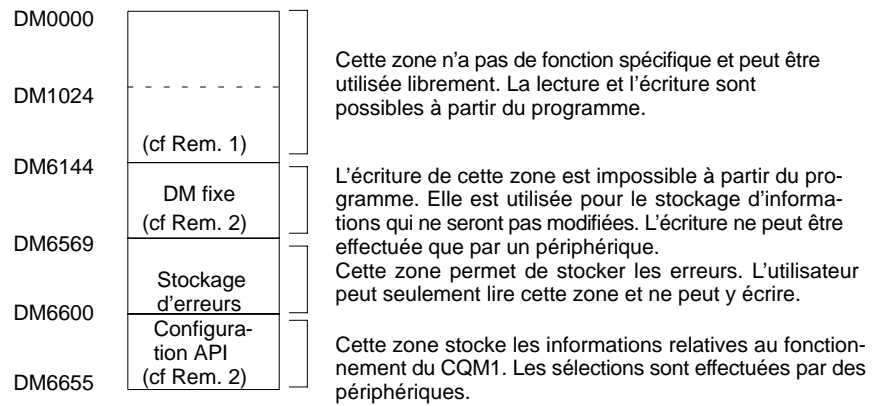 DM0000
Cette zone n'a pas de fonction spécifique et peut être
utilisée librement. La lecture et l'écriture sont
DM1024
possibles à partir du programme.
(cf Rem. 1)
DM6144
L'écriture de cette zone est impossible à partir du pro-
DM fixe
gramme. Elle est utilisée pour le stockage d'informa-
(cf Rem. 2)
tions qui ne seront pas modifiées. L'écriture ne peut être
DM6569
effectuée que par un périphérique.
Cette zone permet de stocker les erreurs. L'utilisateur
Stockage
peut seulement lire cette zone et ne peut y écrire.
d'erreurs
DM6600
Configura-
Cette zone stocke les informations relatives au fonction-
tion API
nement du CQM1. Les sélections sont effectuées par des
DM6655
(cf Rem. 2)
périphériques.